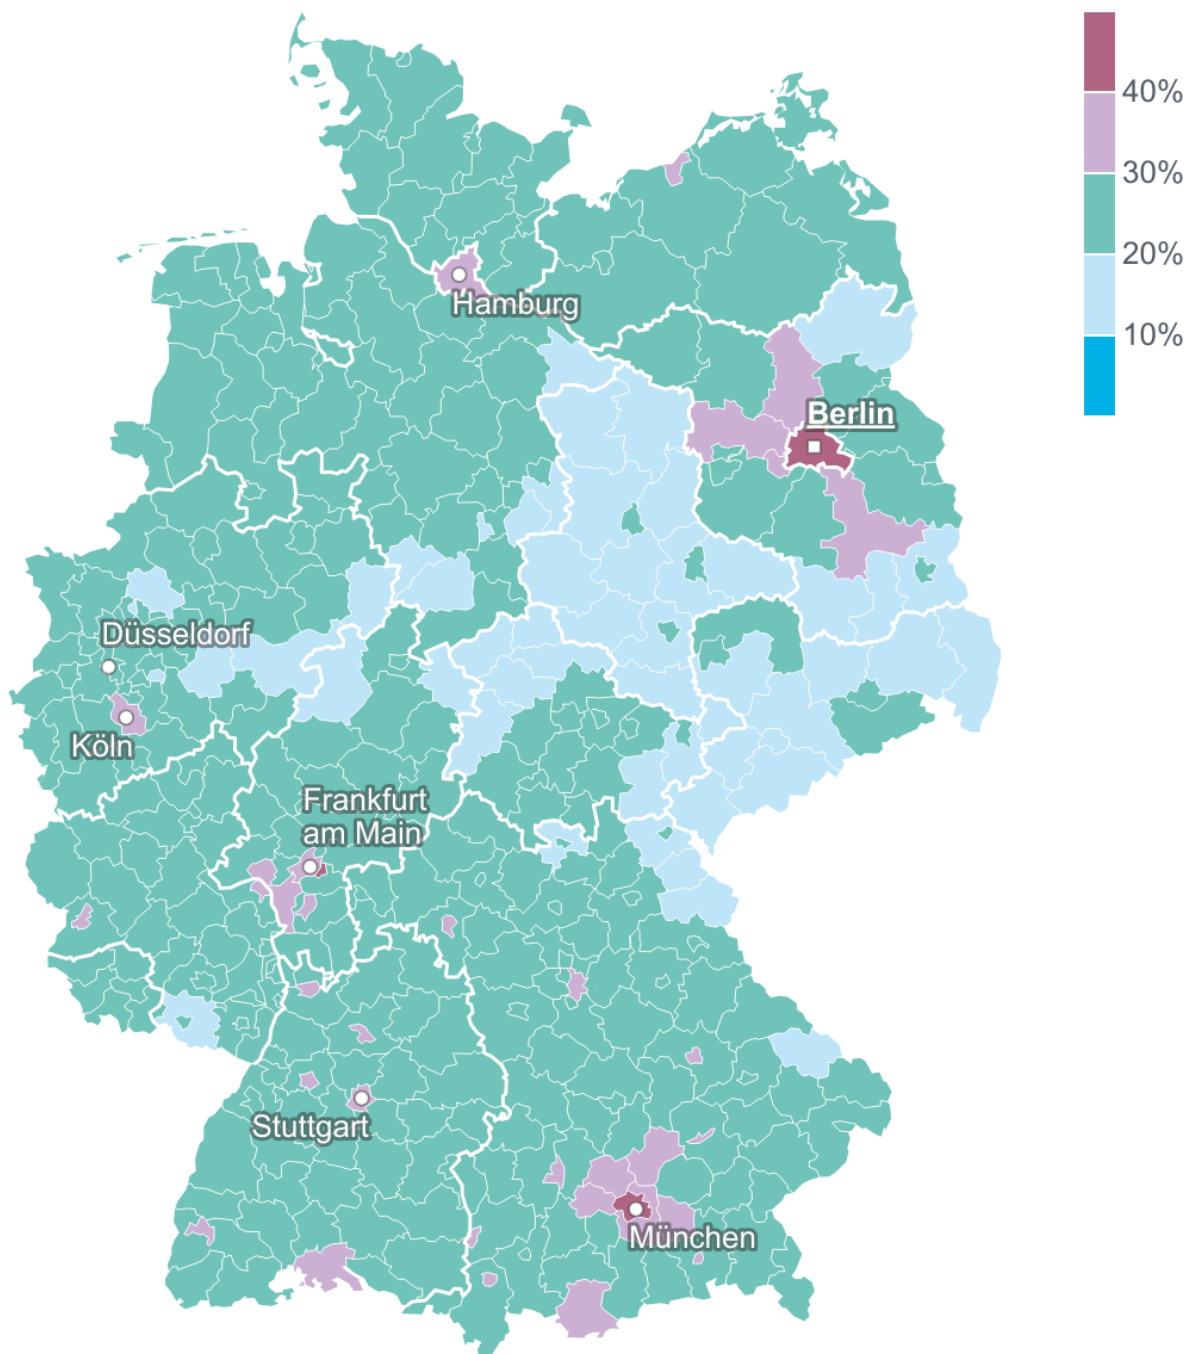 40%
30%
20%
10%
Hamburg
Berlin
Düsseldorf
Köln
Frankfurt
am Main
Stuttgart
München